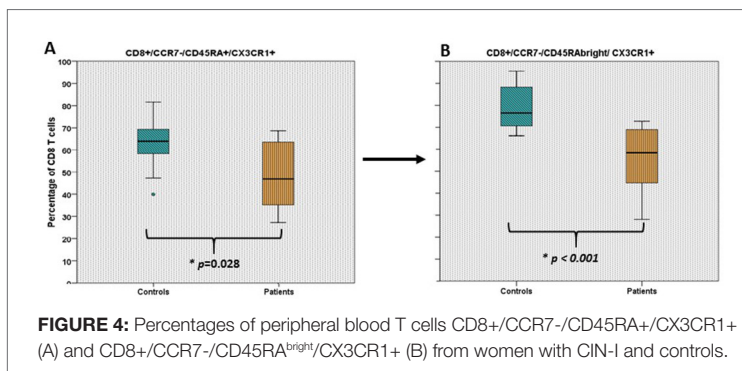 A
CD8+/CCR7-/CD45RA+/CX3CR1+
Percentage of CD8 T cells
100
90
80
70
60
50
40
30
20
10
0
* p=0.028
Controls
Patients
B
CD8+/CCR7-/CD45RAbright/ CX3CR1+
* p < 0.001
Controls
Patients
FIGURE 4: Percentages of peripheral blood T cells CD8+/CCR7-/CD45RA+/CX3CR1+
(A) and CD8+/CCR7-/CD45RAbright/CX3CR1+ (B) from women with CIN-I and controls.